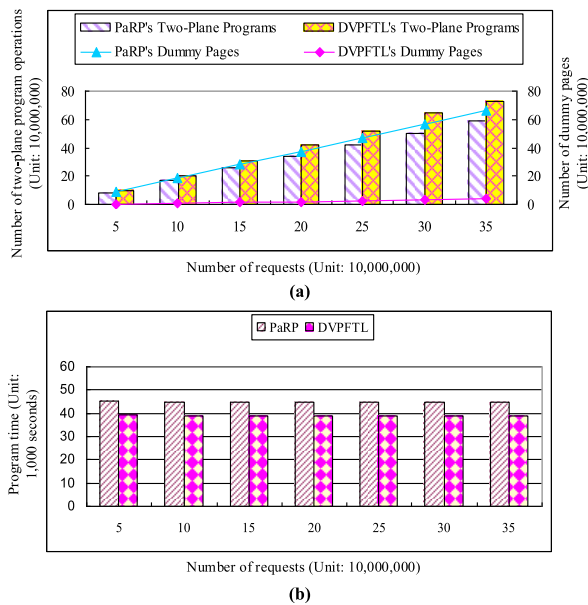 (a)
PaRP's Two-Plane Programs
DVPFTL's Two-Plane Programs
PaRP's Dummy Pages
DVPFTL's Dummy Pages
Number of two-plane program operations
(Unit: 10,000,000)
80
60
40
20
0
80
60
40
20
0
Number of dummy pages
(Unit: 10,000,000)
5 10 15 20 25 30 35
Number of requests (Unit: 10,000,000)
(a)
(b)
PaRP
DVPFTL
Program time (Unit:
1,000 seconds)
60
50
40
30
20
10
0
5 10 15 20 25 30 35
Number of requests (Unit: 10,000,000)
(b)